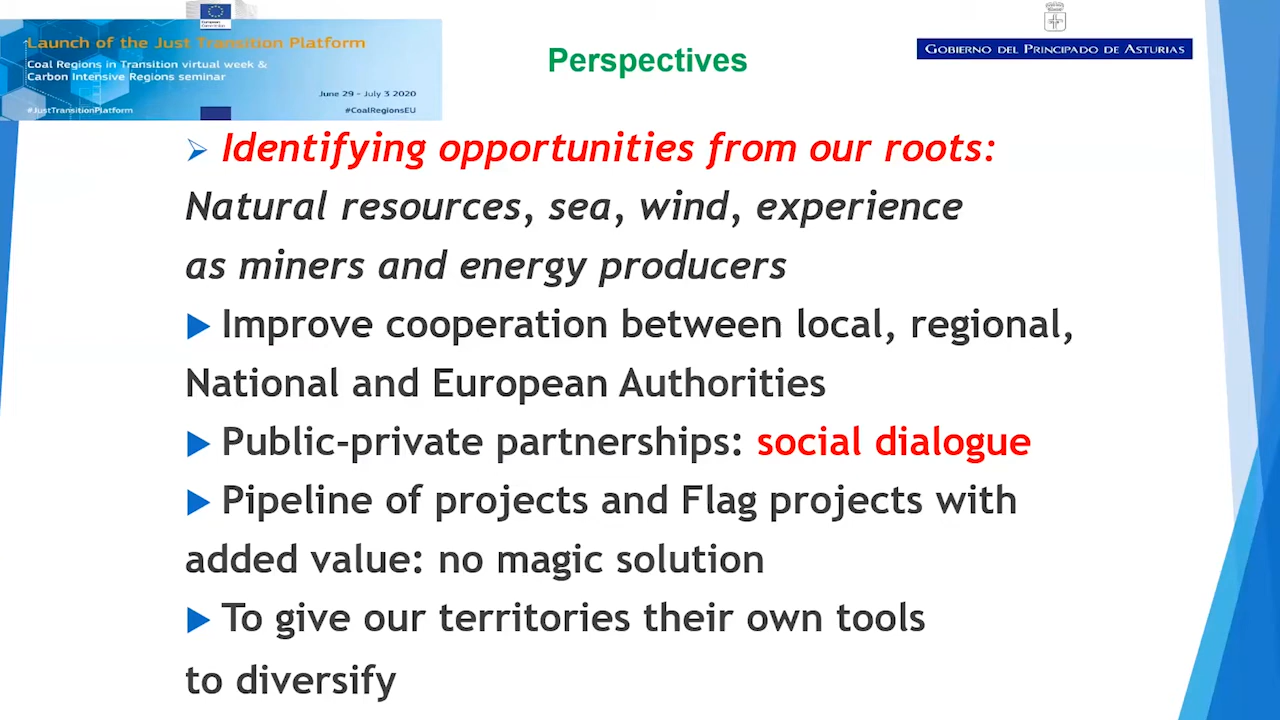 European
Commission
Launch of the Just Transition Platform
Coal Regions in Transition virtual week &
Carbon Intensive Regions seminar
June 29 - July 3 2020
#JustTransitionPlatform
#CoalRegionsEU
Perspectives
GOBIERNO DEL PRINCIPADO DE ASTURIAS
Identifying opportunities from our roots:
Natural resources, sea, wind, experience
as miners and energy producers
Improve cooperation between local, regional,
National and European Authorities
Public-private partnerships: social dialogue
Pipeline of projects and Flag projects with
added value: no magic solution
To give our territories their own tools
to diversify